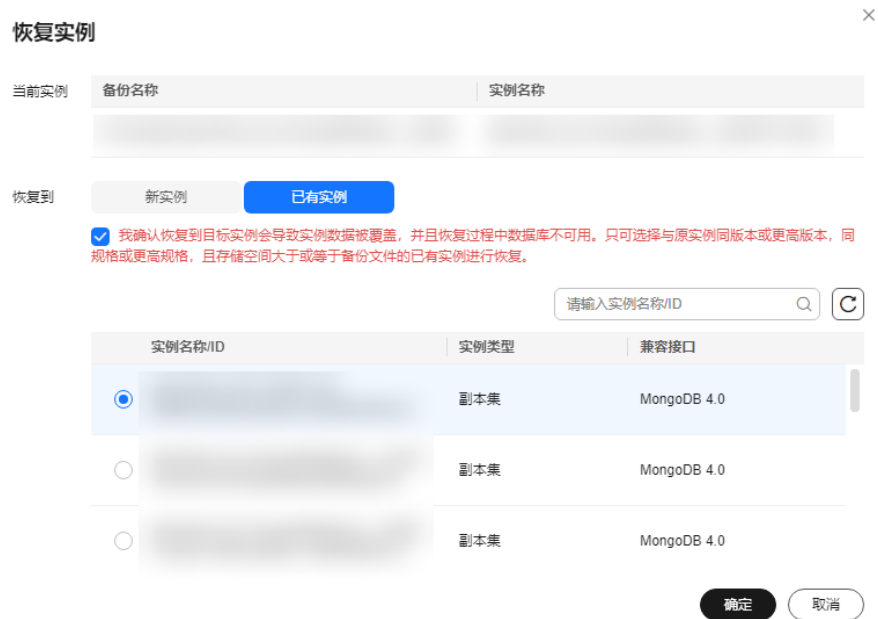 恢复实例
当前实例 备份名称 实例名称
恢复到 新实例 已有实例
我确认恢复到目标实例会导致实例数据被覆盖，并且恢复过程中数据库不可用。只可选择与原实例同版本或更高版本，同
规格或更高规格，且存储空间大于或等于备份文件的已有实例进行恢复。
请输入实例名称/ID
实例名称/ID 实例类型 兼容接口
副本集 MongoDB 4.0
副本集 MongoDB 4.0
副本集 MongoDB 4.0
确定 取消